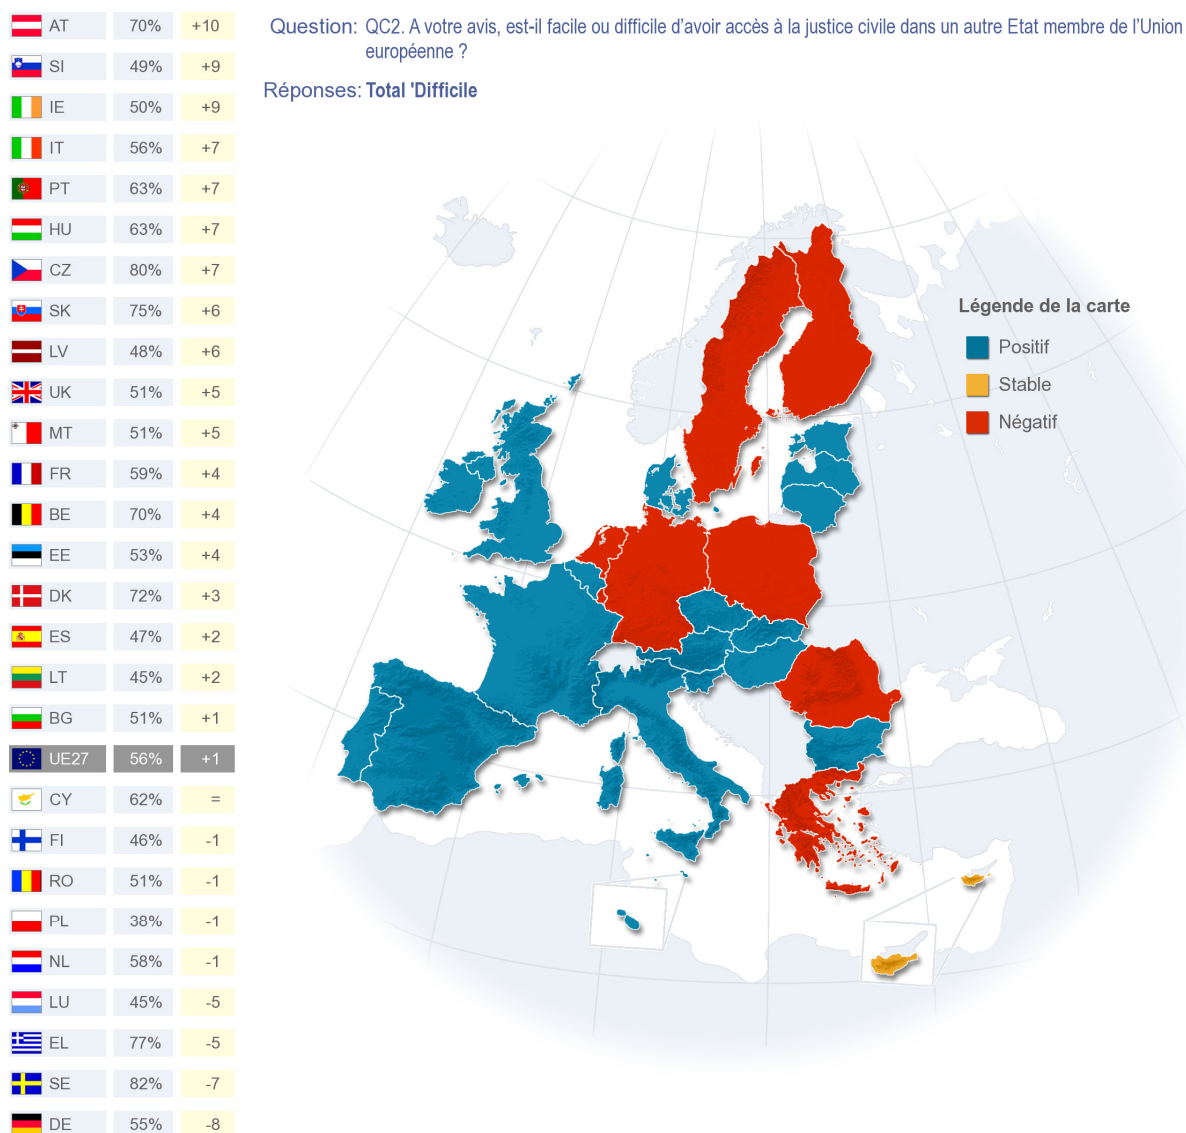 Question: QC2. A votre avis, est-il facile ou difficile d’avoir accès à la justice civile dans un autre Etat membre de l’Union
européenne ?
Réponses: Total 'Difficile
AT 70% +10
SI 49% +9
IE 50% +9
IT 56% +7
PT 63% +7
HU 63% +7
CZ 80% +7
SK 75% +6
LV 48% +6
UK 51% +5
MT 51% +5
FR 59% +4
BE 70% +4
EE 53% +4
DK 72% +3
ES 47% +2
LT 45% +2
BG 51% +1
UE27 56% +1
CY 62% =
FI 46% -1
RO 51% -1
PL 38% -1
NL 58% -1
LU 45% -5
EL 77% -5
SE 82% -7
DE 55% -8
Légende de la carte
Positif
Stable
Négatif